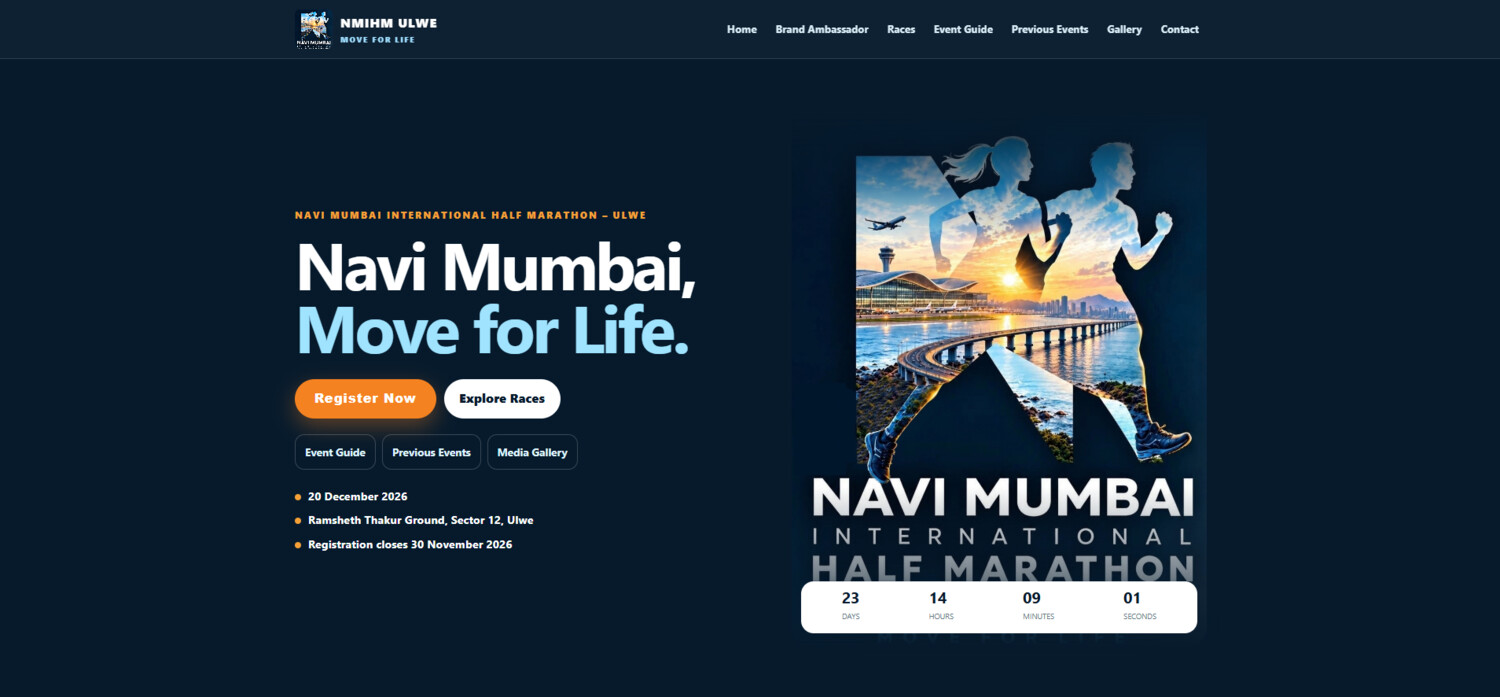 NMIHM ULWE
MOVE FOR LIFE
Home Brand Ambassador Races Event Guide Previous Events Gallery Contact
NAVI MUMBAI INTERNATIONAL HALF MARATHON – ULWE
Navi Mumbai,
Move for Life.
Register Now Explore Races
Event Guide Previous Events Media Gallery
20 December 2026
Ramsheth Thakur Ground, Sector 12, Ulwe
Registration closes 30 November 2026
NAVI MUMBAI
INTERNATIONAL
HALF MARATHON
23 14 09 01
DAYS HOURS MINUTES SECONDS
MOVE FOR LIFE